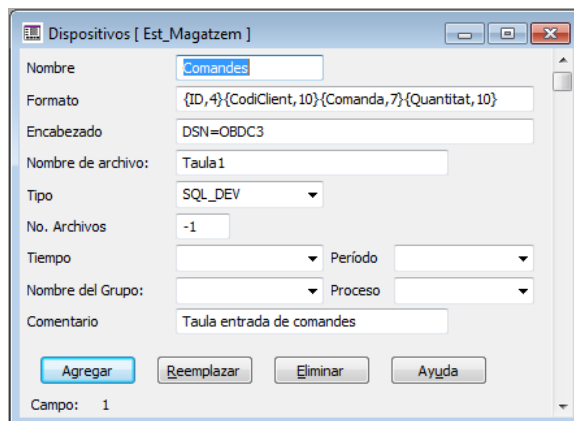 Dispositivos [ Est_Magatzem ]
Nombre Comandes
Formato {ID,4}{CodiClient,10}{Comanda,7}{Quantitat,10}
Encabezado DSN=OBDC3
Nombre de archivo: Taula1
Tipo SQL_DEV
No. Archivos -1
Tiempo Período
Nombre del Grupo: Proceso
Comentario Taula entrada de comandes
Agregar Reemplazar Eliminar Ayuda
Campo: 1